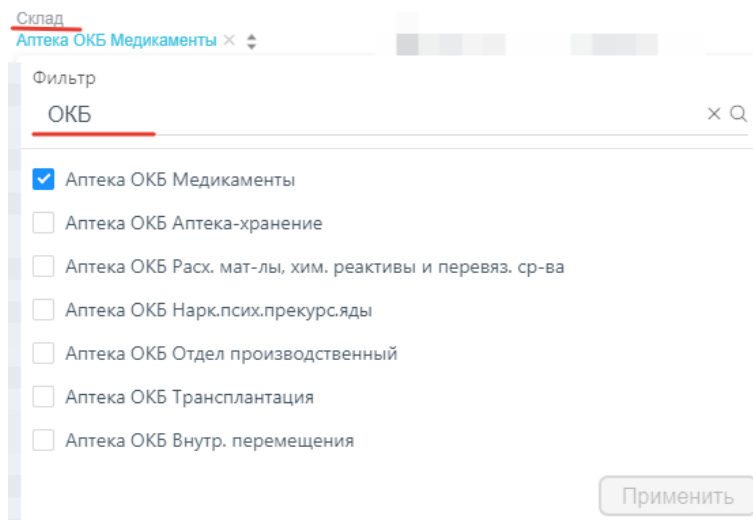 Склад
Аптека ОКБ Медикаменты
Фильтр
ОКБ
Аптека ОКБ Медикаменты
Аптека ОКБ Аптека-хранение
Аптека ОКБ Расх. мат-лы, хим. реактивы и перевяз. ср-ва
Аптека ОКБ Нарк.псих.прекурс.яды
Аптека ОКБ Отдел производственный
Аптека ОКБ Трансплантация
Аптека ОКБ Внутр. перемещения
Применить